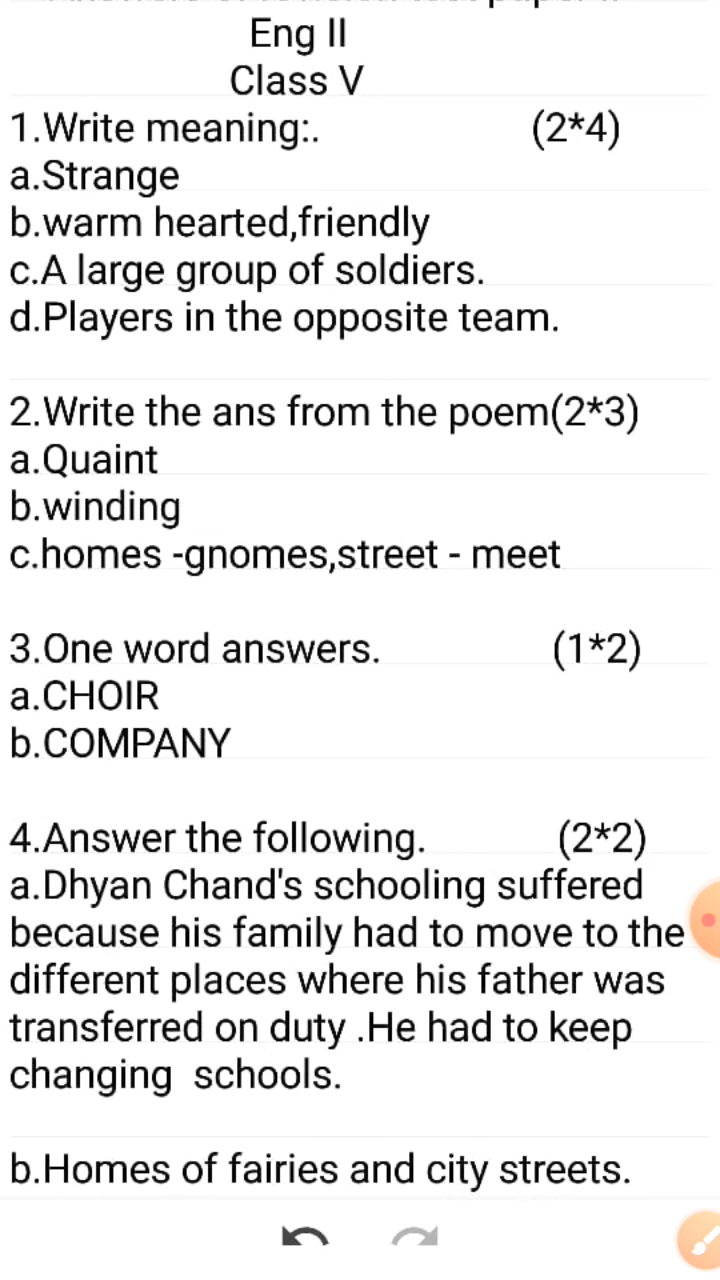 Eng II
Class V
1.Write meaning:. (2*4)
a.Strange
b.warm hearted,friendly
c.A large group of soldiers.
d.Players in the opposite team.
2.Write the ans from the poem(2*3)
a.Quaint
b.winding
c.homes -gnomes,street - meet
3.One word answers. (1*2)
a.CHOIR
b.COMPANY
4.Answer the following. (2*2)
a.Dhyan Chand's schooling suffered
because his family had to move to the
different places where his father was
transferred on duty .He had to keep
changing schools.
b.Homes of fairies and city streets.